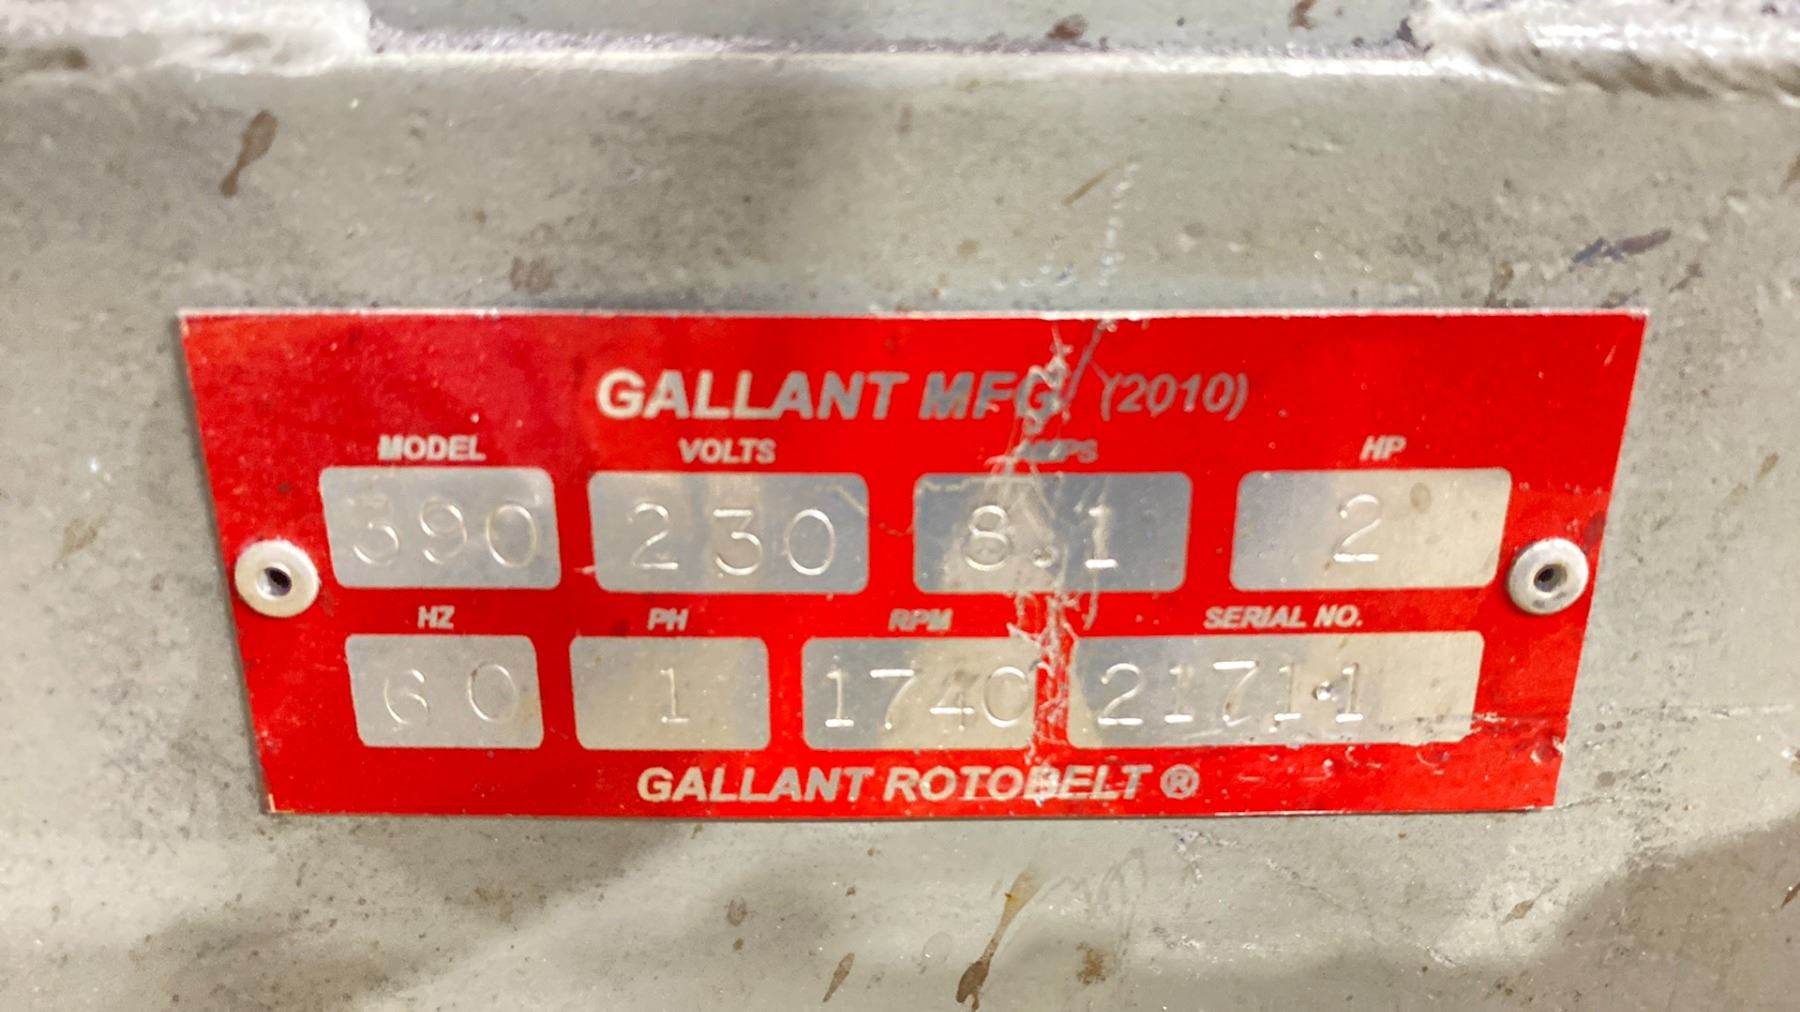 GALLANT MFG (2010)
MODEL VOLTS AMPS HP
390 230 8.1 2
HZ PH RPM SERIAL NO.
60 1 1740 21711
GALLANT ROTOBELT ®